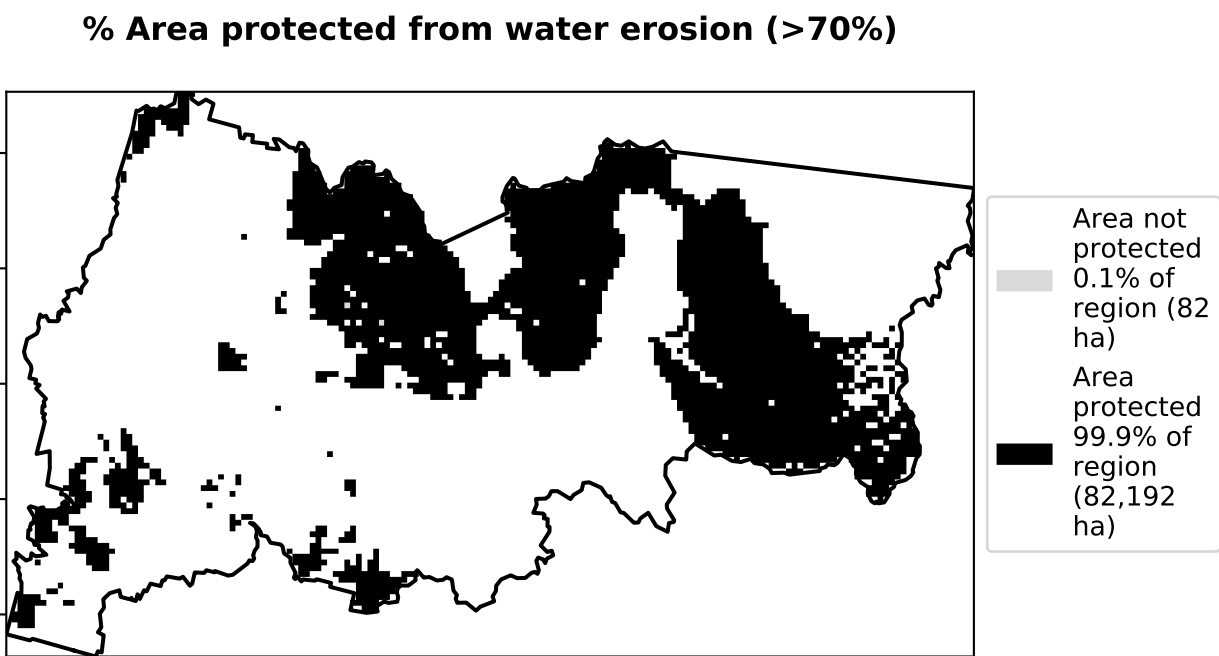 % Area protected from water erosion (>70%)
Area not
protected
0.1% of
region (82
ha)
Area
protected
99.9% of
region
(82,192
ha)